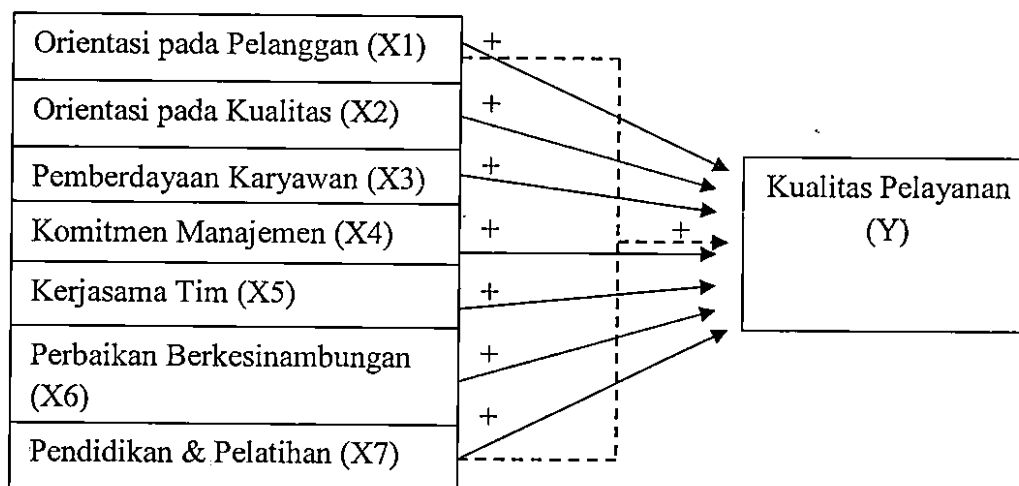 Orientasi pada Pelanggan (X1)
+
Orientasi pada Kualitas (X2)
+
Pemberdayaan Karyawan (X3)
+
Komitmen Manajemen (X4)
+
Kerjasama Tim (X5)
+
Perbaikan Berkesinambungan
(X6)
+
Pendidikan & Pelatihan (X7)
+
+
Kualitas Pelayanan
(Y)